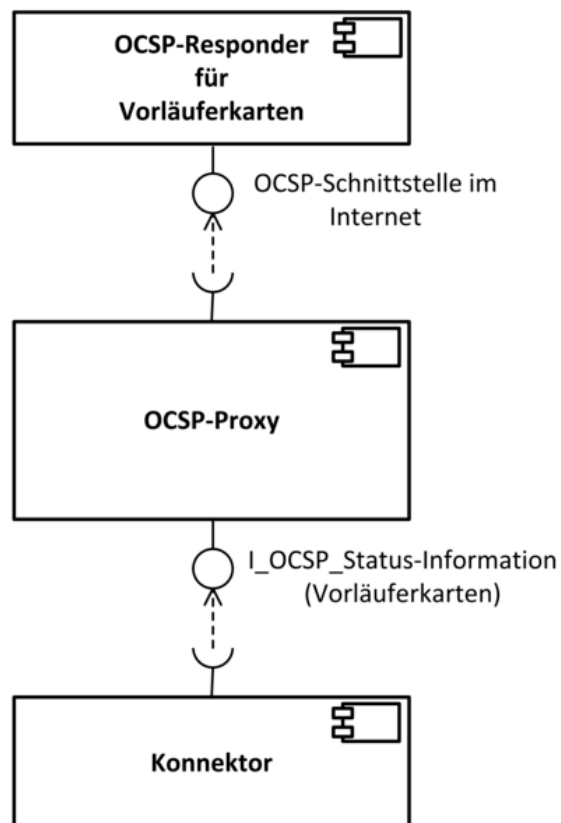 OCSP-Responder
für
Vorläuferkarten
OCSP-Schnittstelle im
Internet
OCSP-Proxy
I_OCSP_Status-Information
(Vorläuferkarten)
Konnektor